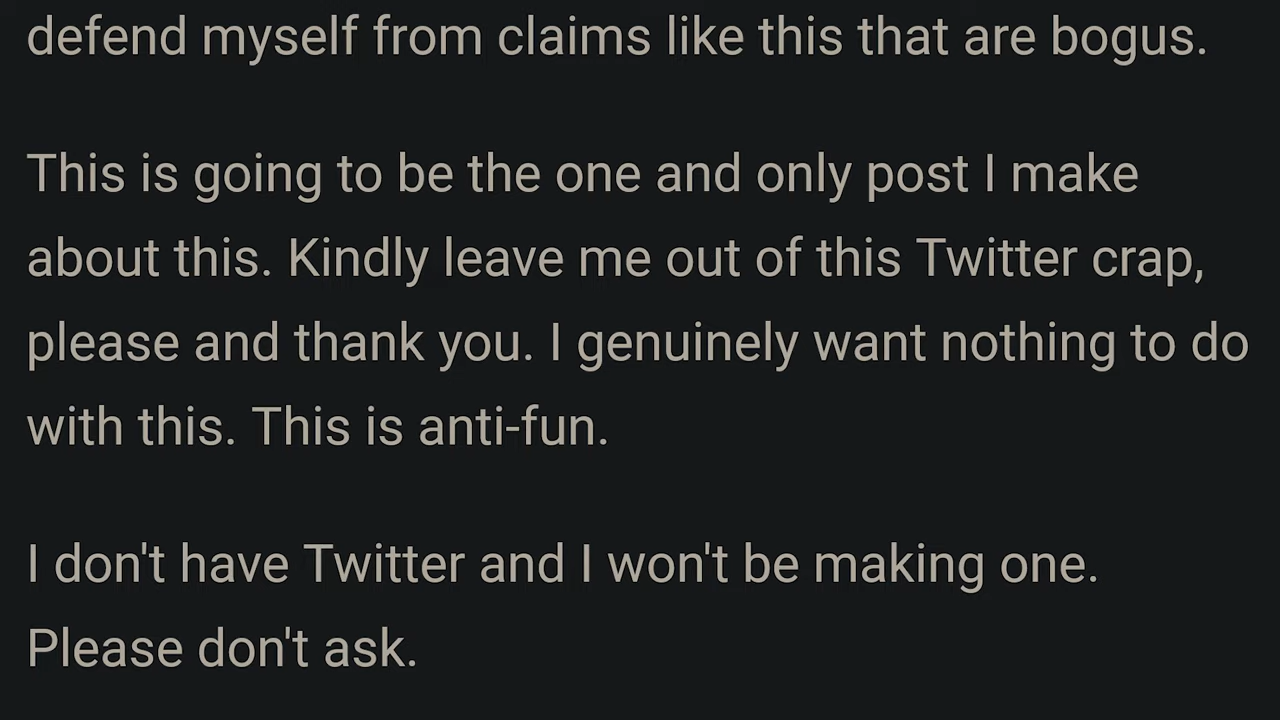 defend myself from claims like this that are bogus.
This is going to be the one and only post I make
about this. Kindly leave me out of this Twitter crap,
please and thank you. I genuinely want nothing to do
with this. This is anti-fun.
I don't have Twitter and I won't be making one.
Please don't ask.